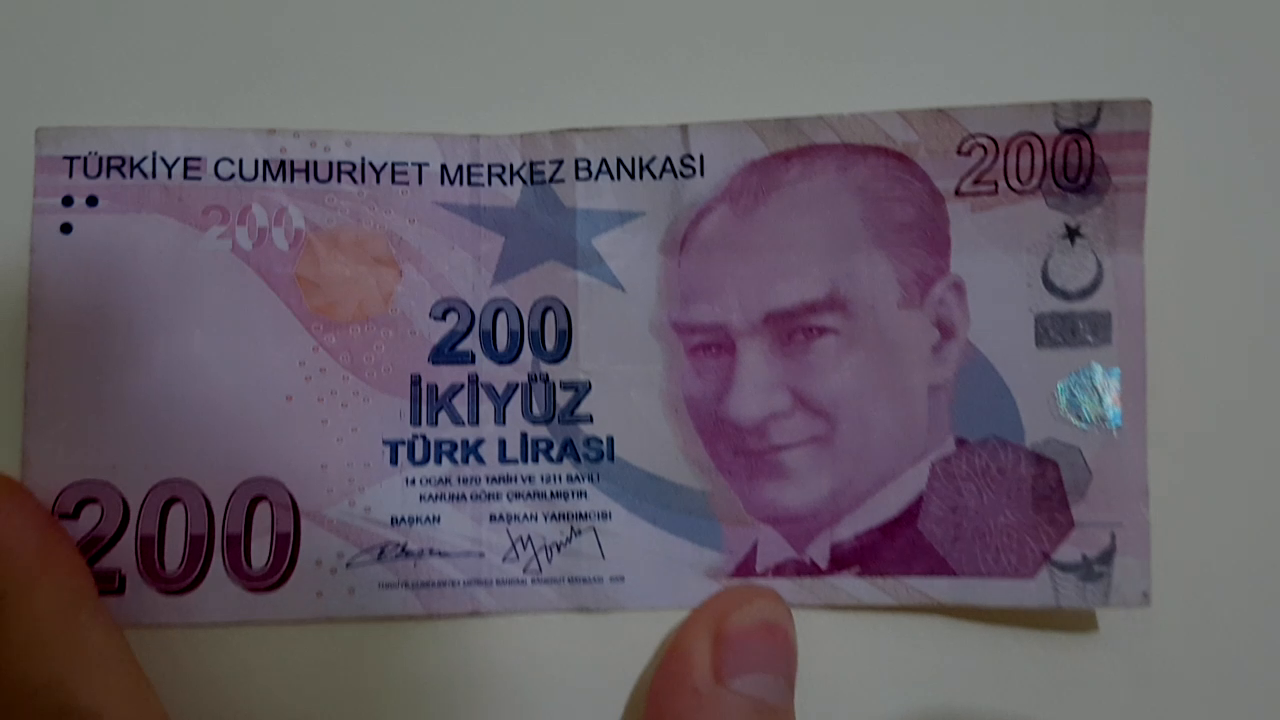 TÜRKİYE CUMHURİYET MERKEZ BANKASI
200
200
200
İKİYÜZ
TÜRK LİRASI
14 OCAK 1970 TARİH VE 1211 SAYILI
KANUNA GÖRE ÇIKARILMIŞTIR
BAŞKAN BAŞKAN YARDIMCISI
200